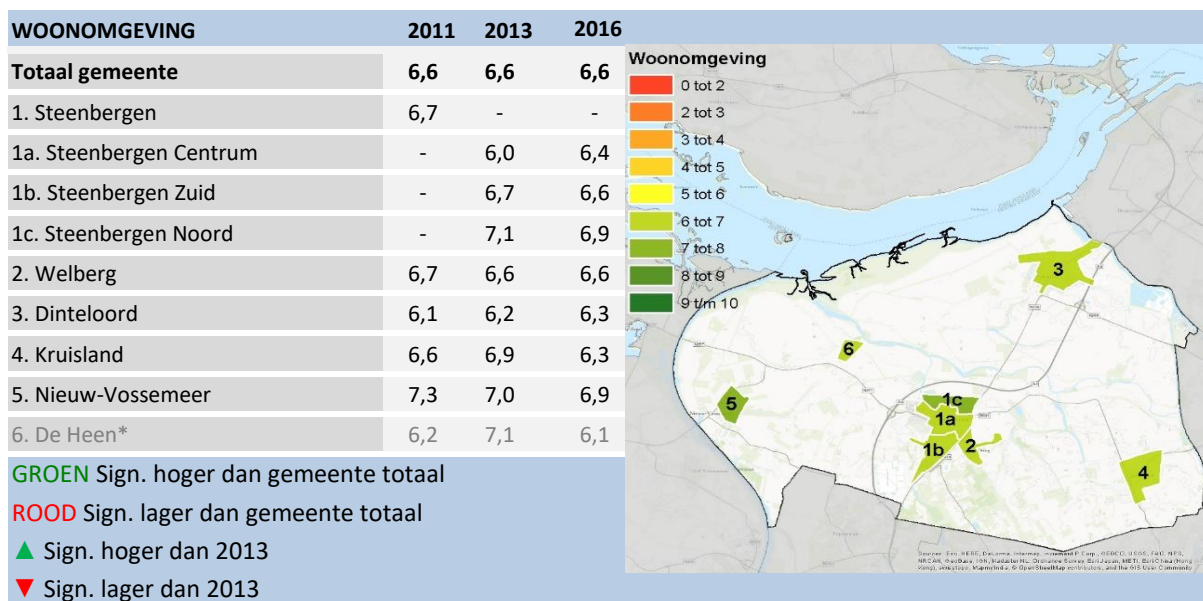 WOONOMGEVING 2011 2013 2016
Totaal gemeente 6,6 6,6 6,6
1. Steenbergen 6,7 - -
1a. Steenbergen Centrum - 6,0 6,4
1b. Steenbergen Zuid - 6,7 6,6
1c. Steenbergen Noord - 7,1 6,9
2. Welberg 6,7 6,6 6,6
3. Dinteloord 6,1 6,2 6,3
4. Kruisland 6,6 6,9 6,3
5. Nieuw-Vossemeer 7,3 7,0 6,9
6. De Heen* 6,2 7,1 6,1
GROEN Sign. hoger dan gemeente totaal
ROOD Sign. lager dan gemeente totaal
▲ Sign. hoger dan 2013
▼ Sign. lager dan 2013
Woonomgeving
0 tot 2
2 tot 3
3 tot 4
4 tot 5
5 tot 6
6 tot 7
7 tot 8
8 tot 9
9 t/m 10
3
6
5
1c
1a
1b
2
4